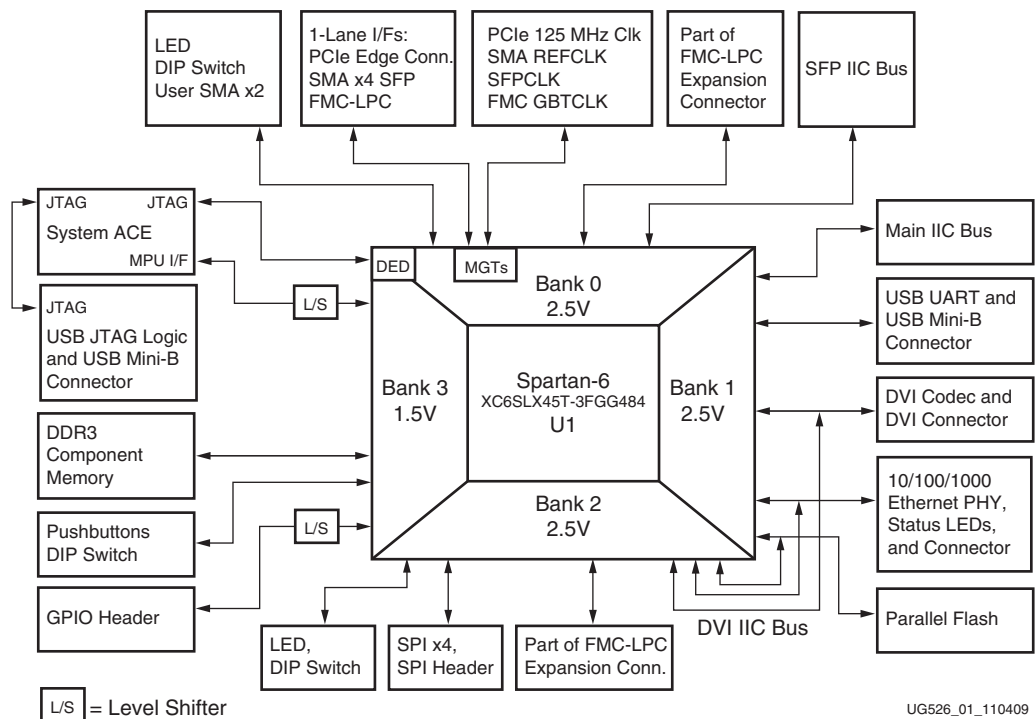 LED
DIP Switch
User SMA x2
1-Lane I/Fs:
PCIe Edge Conn.
SMA x4 SFP
FMC-LPC
PCIe 125 MHz Clk
SMA REFCLK
SFPCLK
FMC GBTCLK
Part of
FMC-LPC
Expansion
Connector
SFP IIC Bus
JTAG JTAG
System ACE
MPU I/F
L/S
JTAG
USB JTAG Logic
and USB Mini-B
Connector
DDR3
Component
Memory
Pushbuttons
DIP Switch
L/S
GPIO Header
DED
MGTs
Bank 0
2.5V
Bank 3
1.5V
Spartan-6
XC6SLX45T-3FGG484
U1
Bank 1
2.5V
Bank 2
2.5V
Main IIC Bus
USB UART and
USB Mini-B
Connector
DVI Codec and
DVI Connector
10/100/1000
Ethernet PHY,
Status LEDs,
and Connector
Parallel Flash
DVI IIC Bus
LED,
DIP Switch
SPI x4,
SPI Header
Part of FMC-LPC
Expansion Conn.
L/S = Level Shifter
UG526_01_110409